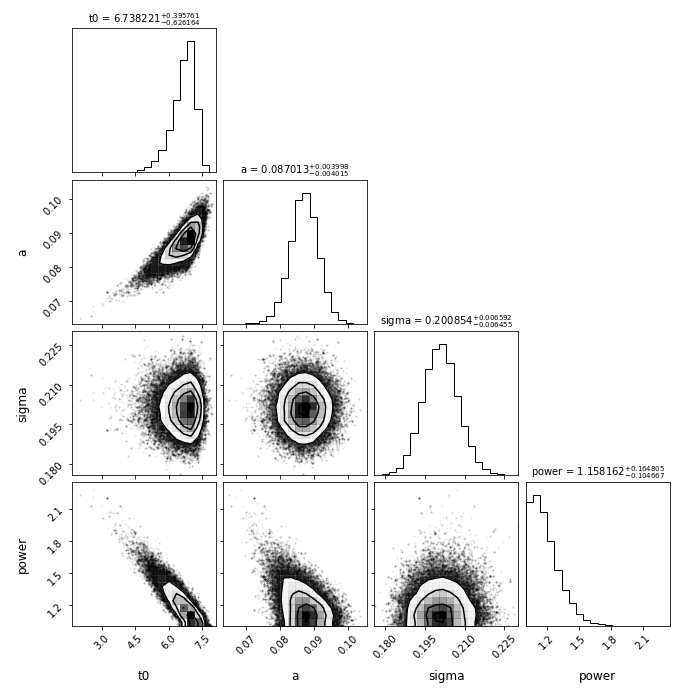 t0 = 6.738221+0.395761−0.626164
a = 0.087013+0.003998−0.004015
0.10
0.09
0.08
0.07
a
sigma = 0.200854+0.006592−0.006455
0.225
0.210
0.195
0.180
sigma
power = 1.158162+0.164805−0.104667
2.1
1.8
1.5
1.2
power
3.0 4.5 6.0 7.5 0.07 0.08 0.09 0.10 0.180 0.195 0.210 0.225 1.2 1.5 1.8 2.1
t0 a sigma power